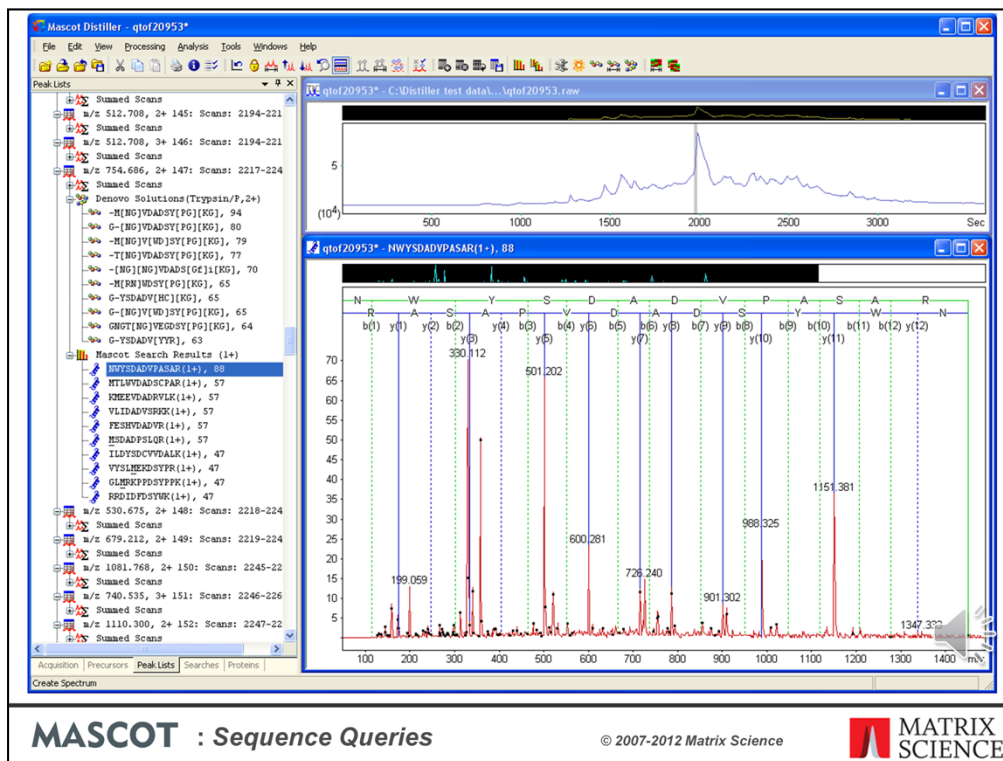 Mascot Distiller - qtof20953*
File Edit View Processing Analysis Tools Windows Help
Peak Lists
Summed Scans
m/z 512.708, 2+ 145: Scans: 2194-221
Summed Scans
m/z 512.708, 3+ 146: Scans: 2194-221
Summed Scans
m/z 754.686, 2+ 147: Scans: 2217-224
Summed Scans
Denovo Solutions(Trypsin/P,2+)
-M[NG]VDADSY[PG][KG], 94
G-[NG]VDADSY[PG][KG], 80
-M[NG]V[WD]SY[PG][KG], 79
-T[NG]VDADSY[PG][KG], 77
-[NG][NG]VDADS[Gf]i[KG], 70
-M[RN]WDSY[PG][KG], 65
G-YSDADV[HC][KG], 65
G-[NG]V[WD]SY[PG][KG], 65
GNGT[NG]VEGDSY[PG][KG], 64
G-YSDADV[YYR], 63
Mascot Search Results (1+)
NWYSDADVPASAR(1+), 88
MTLWVDADSCPAR(1+), 57
KMEEVDADRVLK(1+), 57
VLIDADVSRKK(1+), 57
FESHVDADVR(1+), 57
MSDADPSLQR(1+), 57
ILDYSDCVVDALK(1+), 47
VYSLMEKDSYPR(1+), 47
GLMRKPPDSYPPK(1+), 47
RRDIDFDSYWK(1+), 47
m/z 530.675, 2+ 148: Scans: 2218-224
Summed Scans
m/z 679.212, 2+ 149: Scans: 2219-224
Summed Scans
m/z 1081.768, 2+ 150: Scans: 2245-22
Summed Scans
m/z 740.535, 3+ 151: Scans: 2246-226
Summed Scans
m/z 1110.300, 2+ 152: Scans: 2247-22
Summed Scans
Acquisition Precursors Peak Lists Searches Proteins
Create Spectrum
qtof20953* - C:\Distiller test data\...\qtof20953.raw
5
(10⁴)
500 1000 1500 2000 2500 3000 Sec
qtof20953* - NWYSDADVPASAR(1+), 88
N W Y S D A D V P A S A R
R A S A P V D A D S Y W N
b(1) y(1) y(2) b(2) y(4) b(3) b(4) y(6) b(5) b(6) y(8) b(7) y(9) b(8) b(9) b(10) b(11) b(12) y(12)
y(3) y(5) y(7) y(10) y(11)
70
65
60
55
50
45
40
35
30
25
20
15
10
5
330.112
501.202
1151.381
988.325
600.281
726.240
199.059
901.302
1347.333
100 200 300 400 500 600 700 800 900 1000 1100 1200 1300 1400
MASCOT : Sequence Queries
© 2007-2012 Matrix Science
MATRIX
SCIENCE